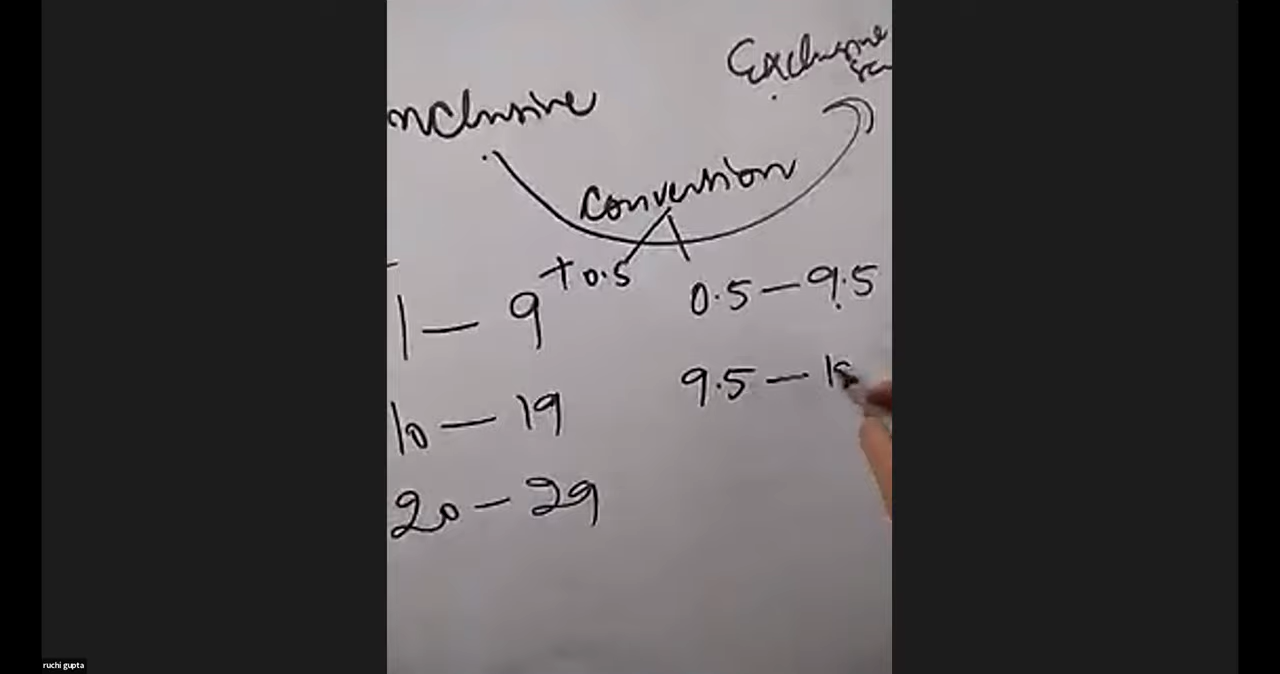 Exclusive
nclusive
Conversion
1 — 9 +0.5 0.5 — 9.5
10 — 19 9.5 — 1
20 — 29
ruchi gupta